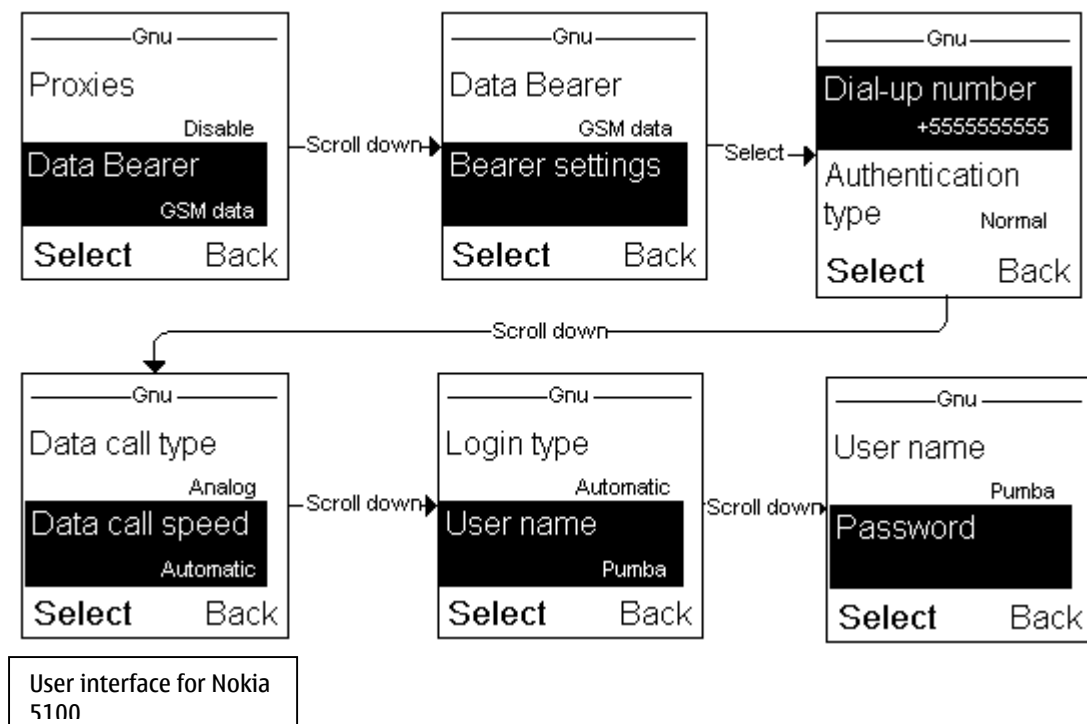 Gnu
Proxies
Disable
Data Bearer
GSM data
Select Back
Scroll down
Gnu
Data Bearer
GSM data
Bearer settings
Select Back
Select
Gnu
Dial-up number
+5555555555
Authentication
type Normal
Select Back
Scroll down
Gnu
Data call type
Analog
Data call speed
Automatic
Select Back
Scroll down
Gnu
Login type
Automatic
User name
Pumba
Select Back
Scroll down
Gnu
User name
Pumba
Password
Select Back
User interface for Nokia
5100